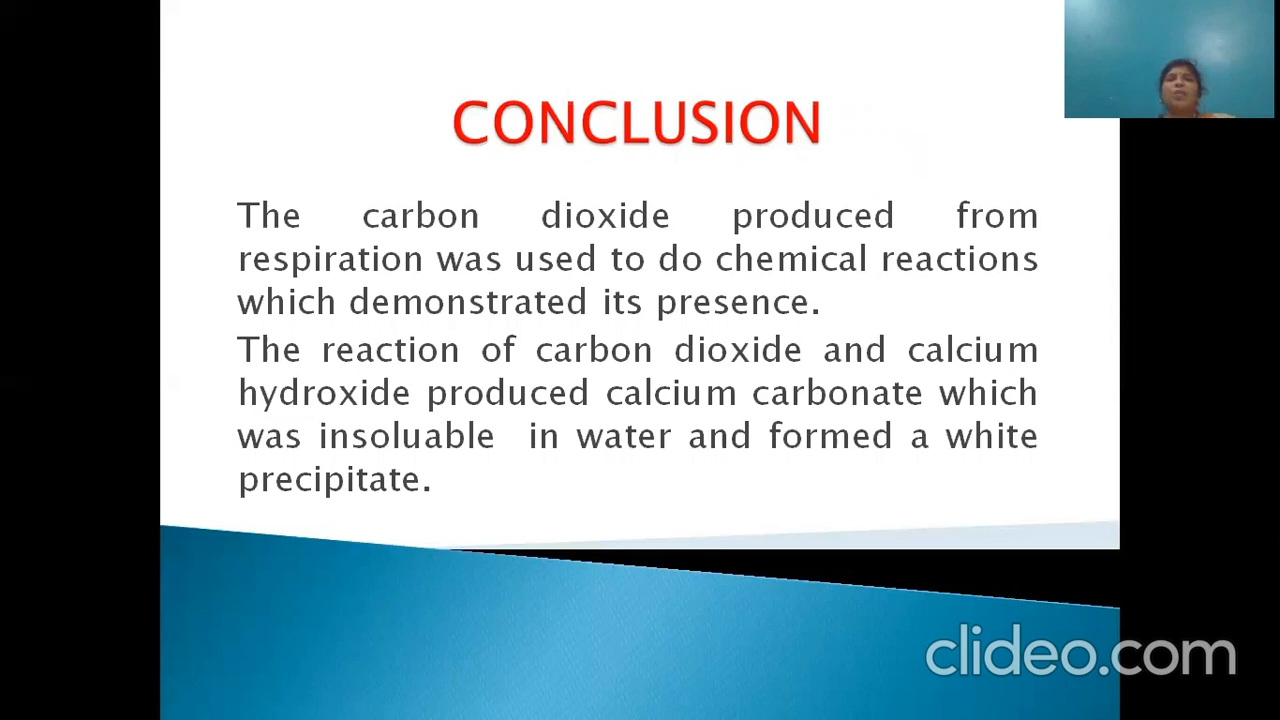 CONCLUSION
The carbon dioxide produced from
respiration was used to do chemical reactions
which demonstrated its presence.
The reaction of carbon dioxide and calcium
hydroxide produced calcium carbonate which
was insoluable in water and formed a white
precipitate.
clideo.com